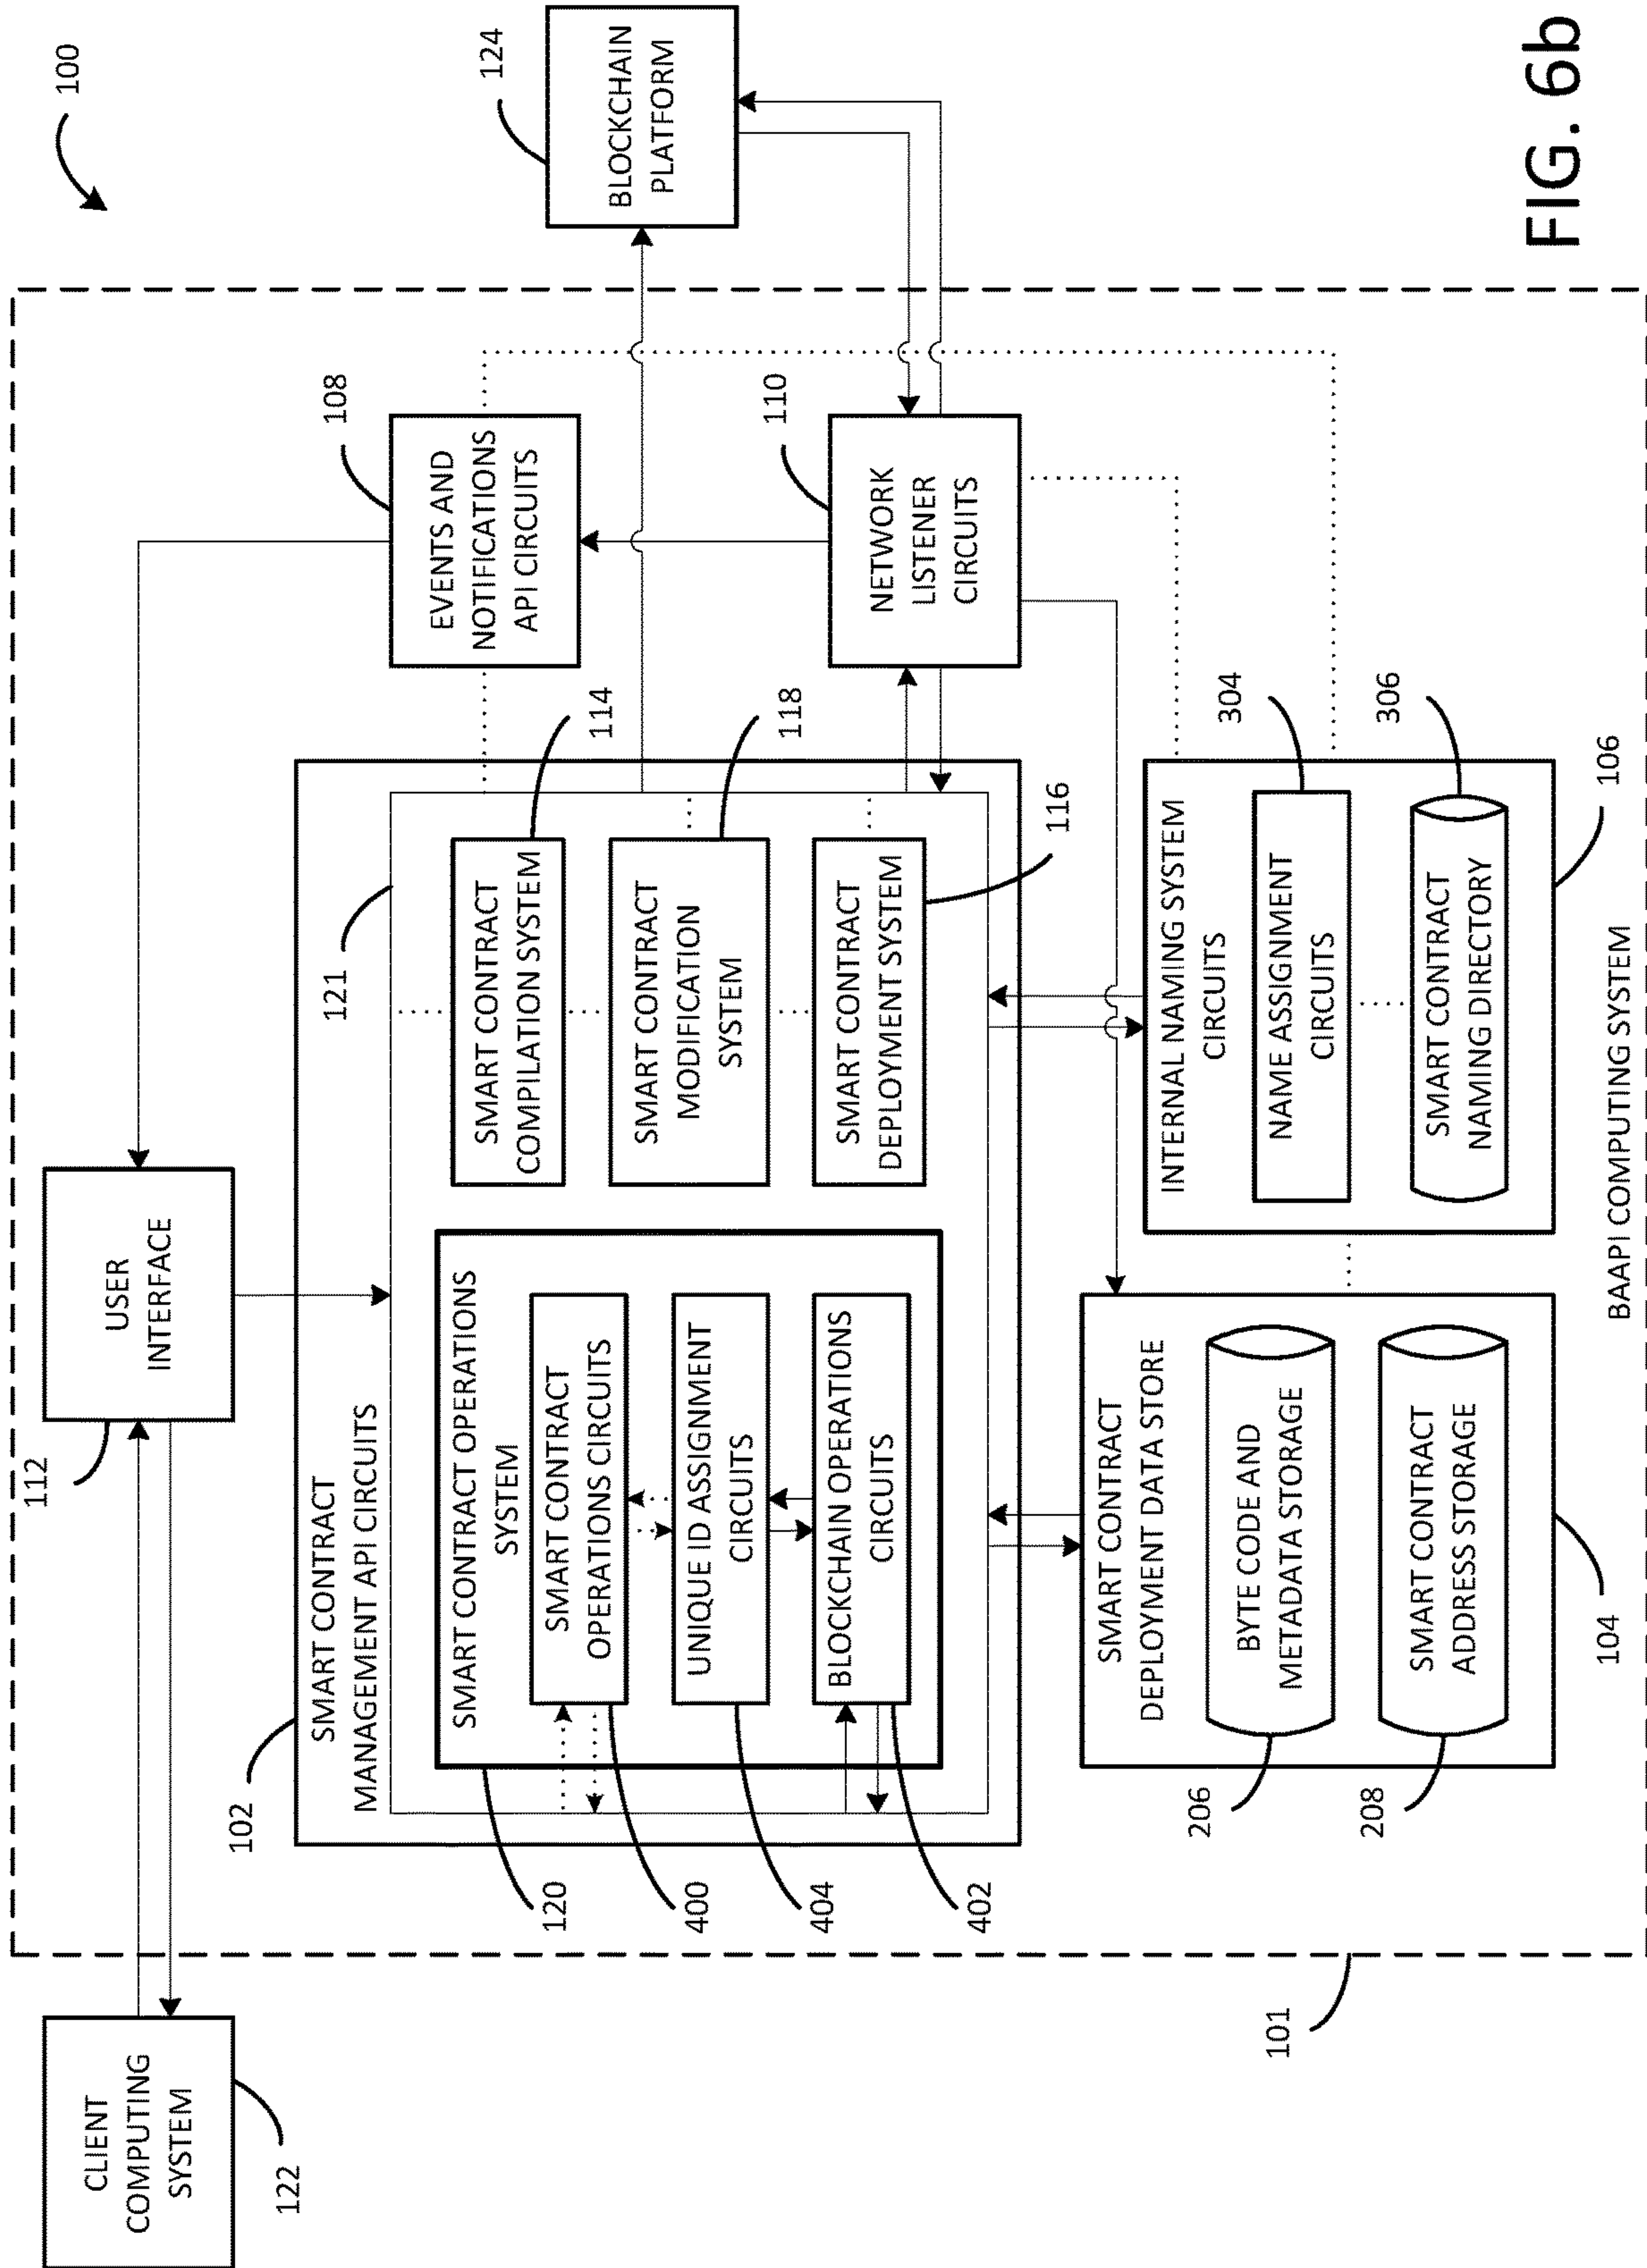 100
CLIENT
COMPUTING
SYSTEM
122
112
USER
INTERFACE
102
SMART CONTRACT
MANAGEMENT API CIRCUITS
121
SMART CONTRACT OPERATIONS
SYSTEM
120
SMART CONTRACT
OPERATIONS CIRCUITS
400
UNIQUE ID ASSIGNMENT
CIRCUITS
404
BLOCKCHAIN OPERATIONS
CIRCUITS
402
SMART CONTRACT
COMPILATION SYSTEM
114
SMART CONTRACT
MODIFICATION
SYSTEM
118
SMART CONTRACT
DEPLOYMENT SYSTEM
116
EVENTS AND
NOTIFICATIONS
API CIRCUITS
108
NETWORK
LISTENER
CIRCUITS
110
BLOCKCHAIN
PLATFORM
124
SMART CONTRACT
DEPLOYMENT DATA STORE
BYTE CODE AND
METADATA STORAGE
206
SMART CONTRACT
ADDRESS STORAGE
208
104
INTERNAL NAMING SYSTEM
CIRCUITS
NAME ASSIGNMENT
CIRCUITS
304
SMART CONTRACT
NAMING DIRECTORY
306
106
101
BAAPI COMPUTING SYSTEM
FIG. 6b